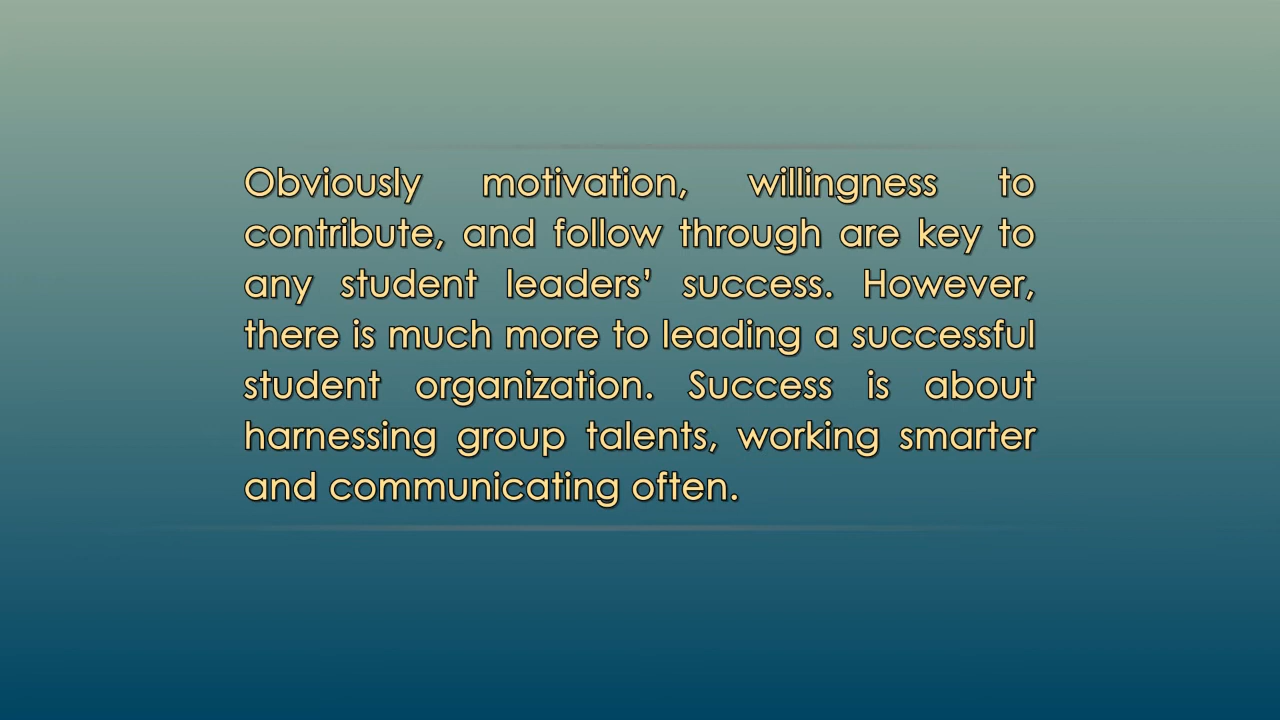 Obviously motivation, willingness to
contribute, and follow through are key to
any student leaders’ success. However,
there is much more to leading a successful
student organization. Success is about
harnessing group talents, working smarter
and communicating often.